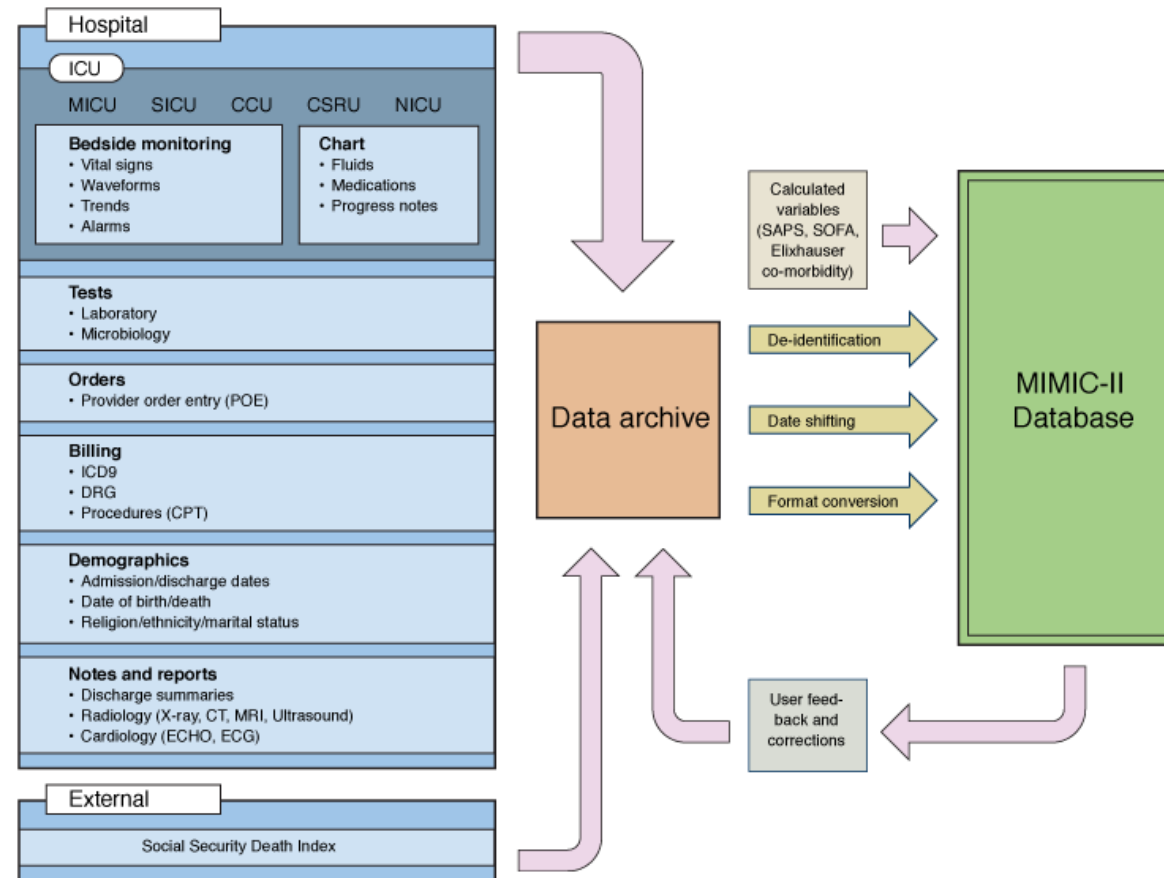 Hospital
ICU
MICU SICU CCU CSRU NICU
Bedside monitoring
• Vital signs
• Waveforms
• Trends
• Alarms
Chart
• Fluids
• Medications
• Progress notes
Tests
• Laboratory
• Microbiology
Orders
• Provider order entry (POE)
Billing
• ICD9
• DRG
• Procedures (CPT)
Demographics
• Admission/discharge dates
• Date of birth/death
• Religion/ethnicity/marital status
Notes and reports
• Discharge summaries
• Radiology (X-ray, CT, MRI, Ultrasound)
• Cardiology (ECHO, ECG)
External
Social Security Death Index
Data archive
Calculated
variables
(SAPS, SOFA,
Elixhauser
co-morbidity)
De-identification
Date shifting
Format conversion
User feed-
back and
corrections
MIMIC-II
Database